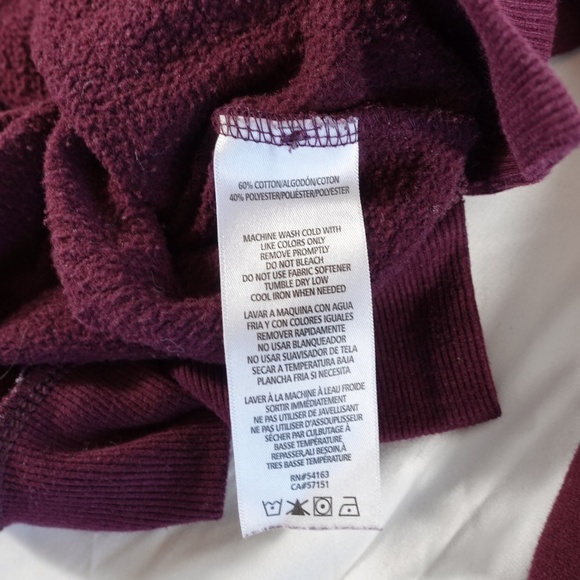 60% COTTON/ALGODÓN/COTON
40% POLYESTER/POLIÉSTER/POLYESTER
MACHINE WASH COLD WITH
LIKE COLORS ONLY
REMOVE PROMPTLY
DO NOT BLEACH
DO NOT USE FABRIC SOFTENER
TUMBLE DRY LOW
COOL IRON WHEN NEEDED
LAVAR A MAQUINA CON AGUA
FRIA Y CON COLORES IGUALES
REMOVER RAPIDAMENTE
NO USAR BLANQUEADOR
NO USAR SUAVISADOR DE TELA
SECAR A TEMPERATURA BAJA
PLANCHA FRIA SI NECESITA
LAVER À LA MACHINE À LEAU FROIDE
SORTIR IMMÉDIATEMENT
NE PAS UTILISER DE JAVELUSANT
NE PAS UTILISER D'ASSOUPLISSEUR
SÉCHER PAR CULBUTAGE À
BASSE TEMPÉRATURE
REPASSER,AU BESOIN,À
TRES BASSE TEMPÉRATURE
RN#54163
CA#57151